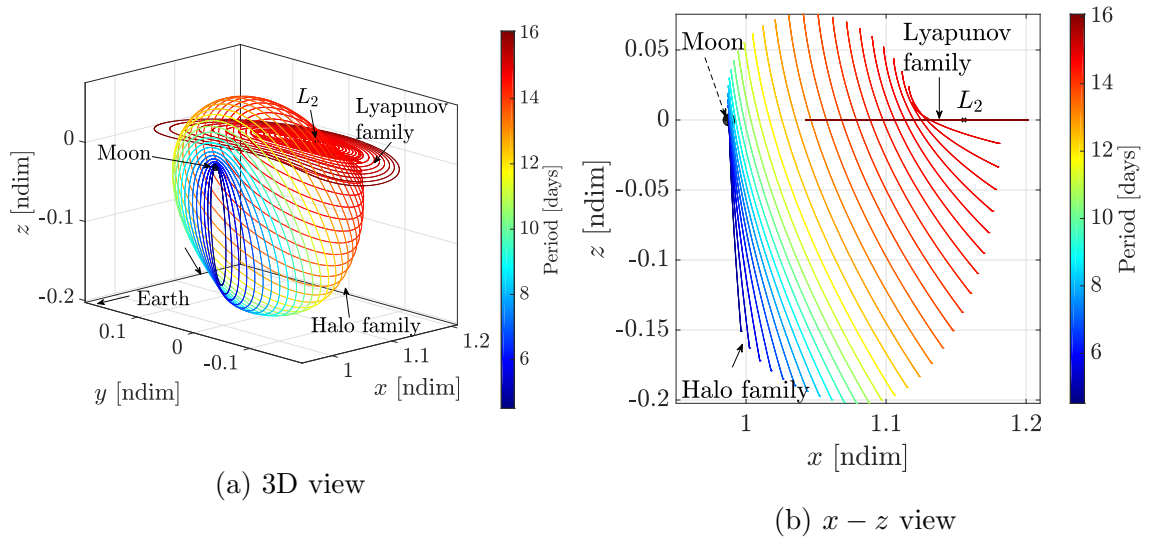 16
14
12
10
8
6
Period [days]
0
-0.1
-0.2
z [ndim]
0.1
0
-0.1
y [ndim]
1
1.1
1.2
x [ndim]
L2
Lyapunov
family
Moon
Earth
Halo family
(a) 3D view
0.05
0
-0.05
-0.1
-0.15
-0.2
z [ndim]
1
1.1
1.2
x [ndim]
Moon
Lyapunov
family
L2
Halo family
16
14
12
10
8
6
Period [days]
(b) x − z view